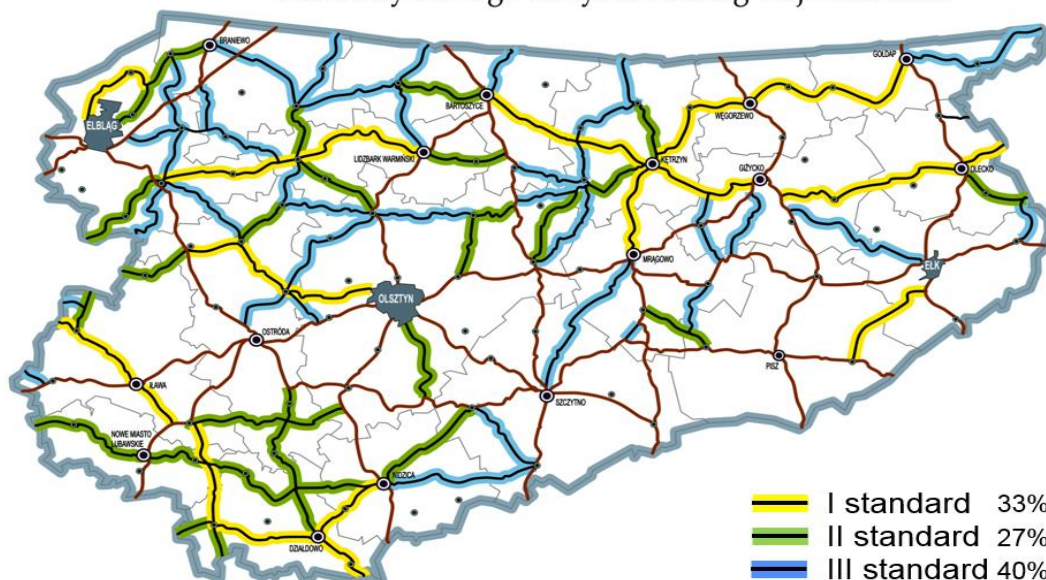 BRANIEWO
GOŁDAP
ELBLĄG
BARTOSZYCE
WĘGORZEWO
LIDZBARK WARMIŃSKI
KĘTRZYN
GIŻYCKO
OLECKO
MRĄGOWO
EŁK
OLSZTYN
OSTRÓDA
PISZ
IŁAWA
SZCZYTNO
NOWE MIASTO
LUBAWSKIE
NIDZICA
DZIAŁDOWO
I standard 33%
II standard 27%
III standard 40%